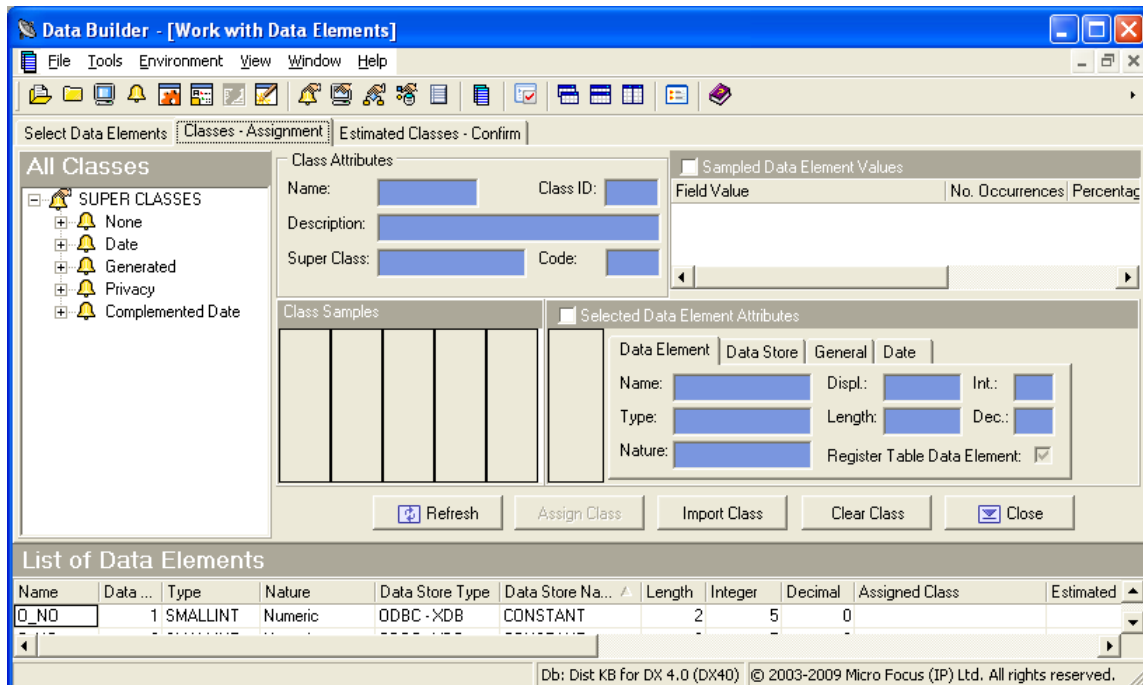 Data Builder - [Work with Data Elements]
File Tools Environment View Window Help
Select Data Elements Classes - Assignment Estimated Classes - Confirm
All Classes
SUPER CLASSES
None
Date
Generated
Privacy
Complemented Date
Class Attributes
Name: Class ID:
Description:
Super Class: Code:
Sampled Data Element Values
Field Value No. Occurrences Percentag
Class Samples
Selected Data Element Attributes
Data Element Data Store General Date
Name: Displ.: Int.:
Type: Length: Dec.:
Nature: Register Table Data Element:
Refresh Assign Class Import Class Clear Class Close
List of Data Elements
Name Data ... Type Nature Data Store Type Data Store Na... Length Integer Decimal Assigned Class Estimated
O_NO 1 SMALLINT Numeric ODBC - XDB CONSTANT 2 5 0
Db: Dist KB for DX 4.0 (DX40) © 2003-2009 Micro Focus (IP) Ltd. All rights reserved.